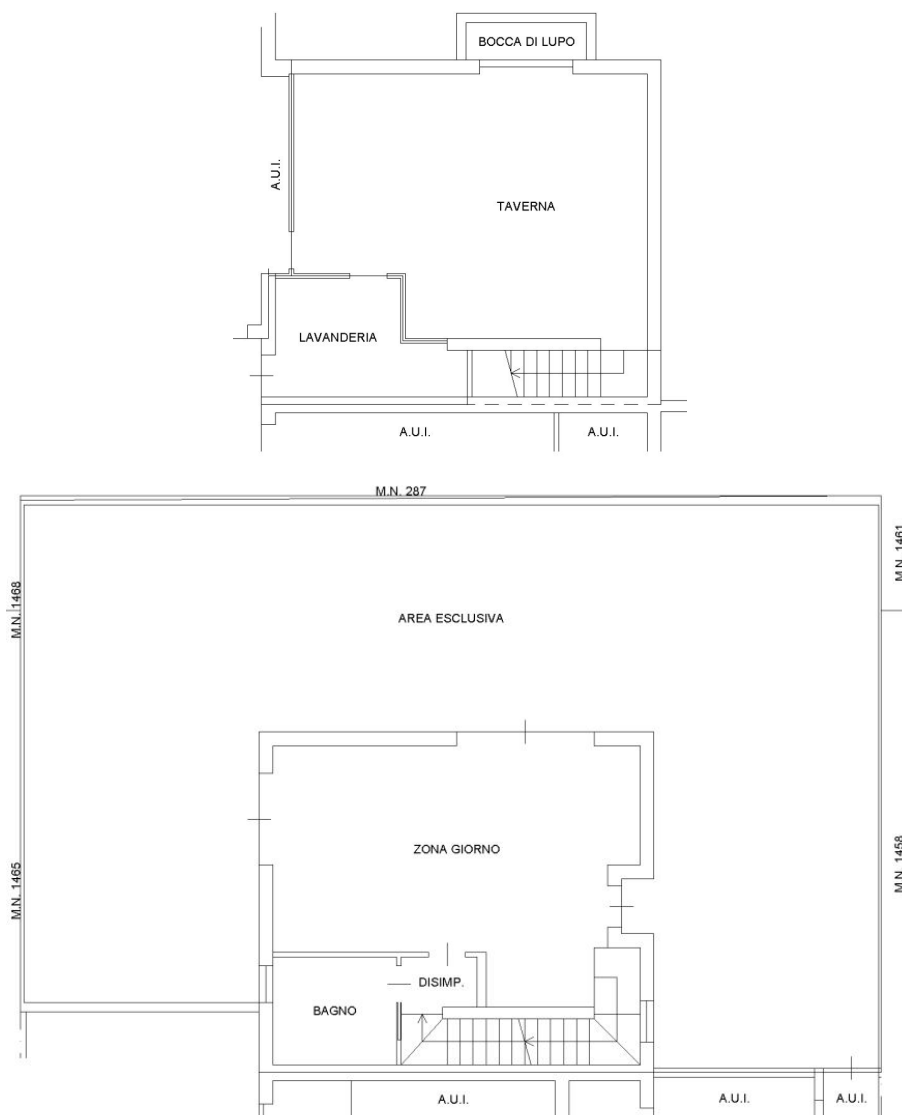 BOCCA DI LUPO
A.U.I.
TAVERNA
LAVANDERIA
A.U.I.
A.U.I.
M.N. 287
M.N. 1461
M.N. 1468
AREA ESCLUSIVA
ZONA GIORNO
M.N. 1465
M.N. 1458
DISIMP.
BAGNO
A.U.I.
A.U.I.
A.U.I.